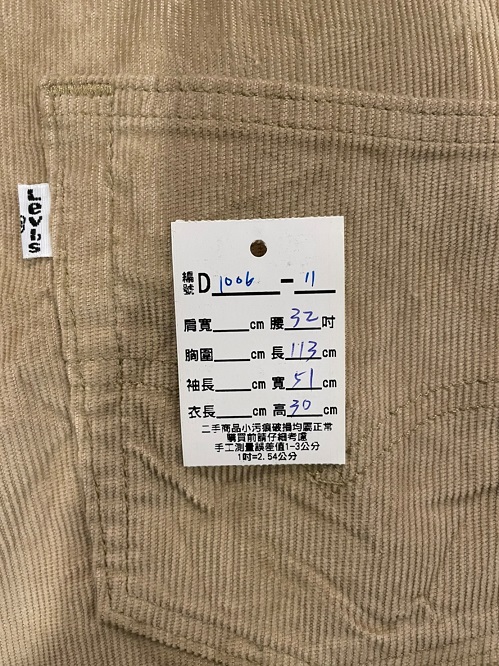 Levi's
編號 D 1006 - 11
肩寬 cm 腰 32 吋
胸圍 cm 長 113 cm
袖長 cm 寬 51 cm
衣長 cm 高 30 cm
二手商品小污痕破損均屬正常
購買前請仔細考慮
手工測量誤差值1-3公分
1吋=2.54公分